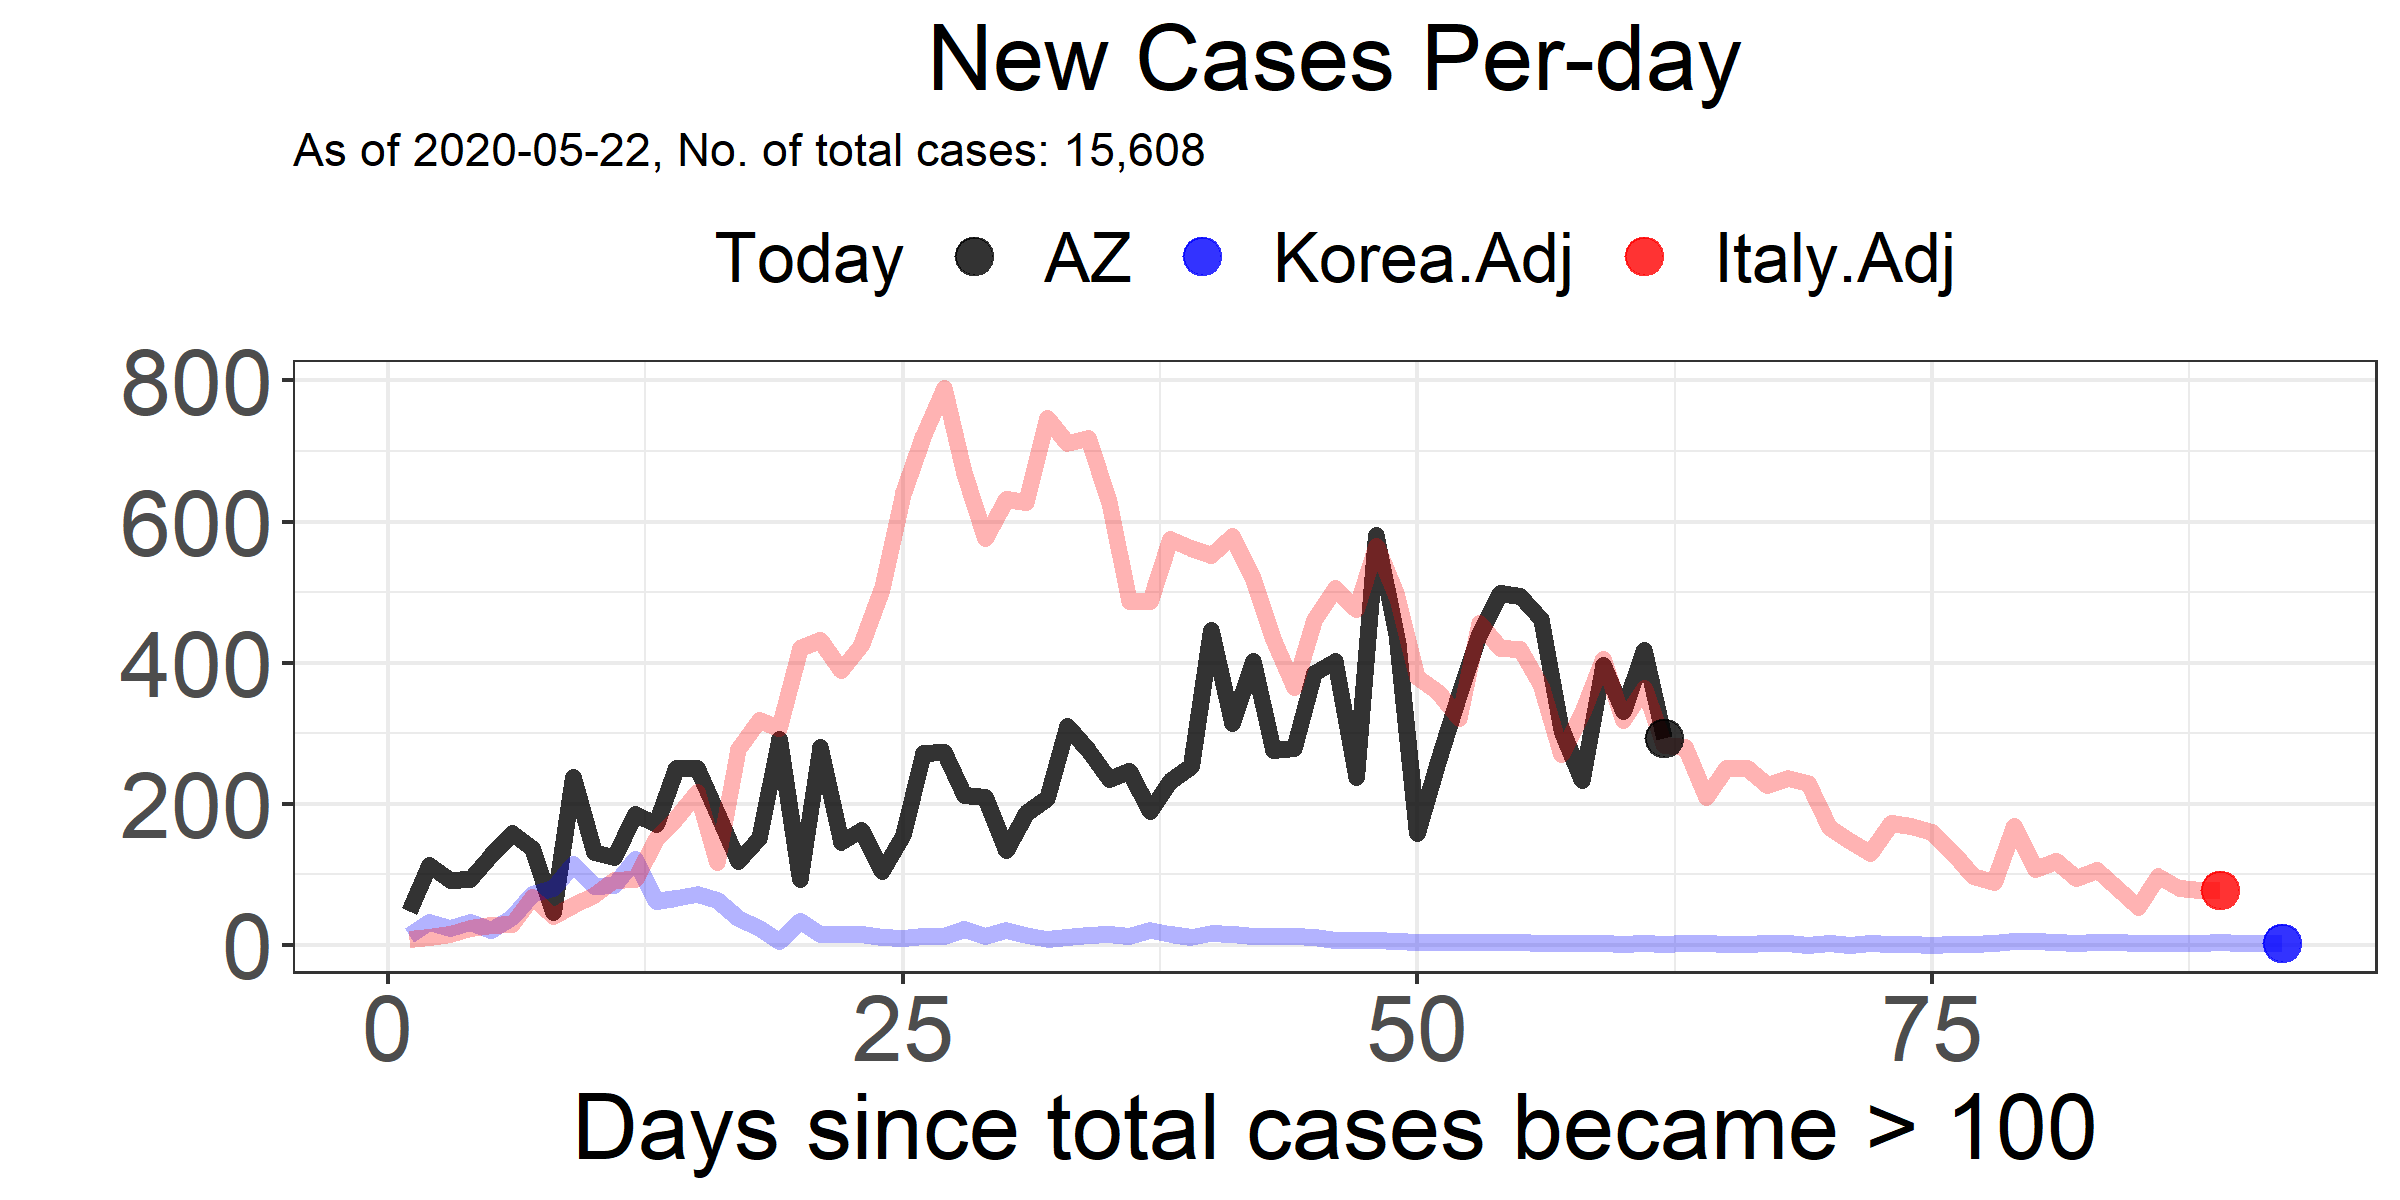 New Cases Per-day
As of 2020-05-22, No. of total cases: 15,608
Today AZ Korea.Adj Italy.Adj
800
600
400
200
0
0 25 50 75
Days since total cases became > 100